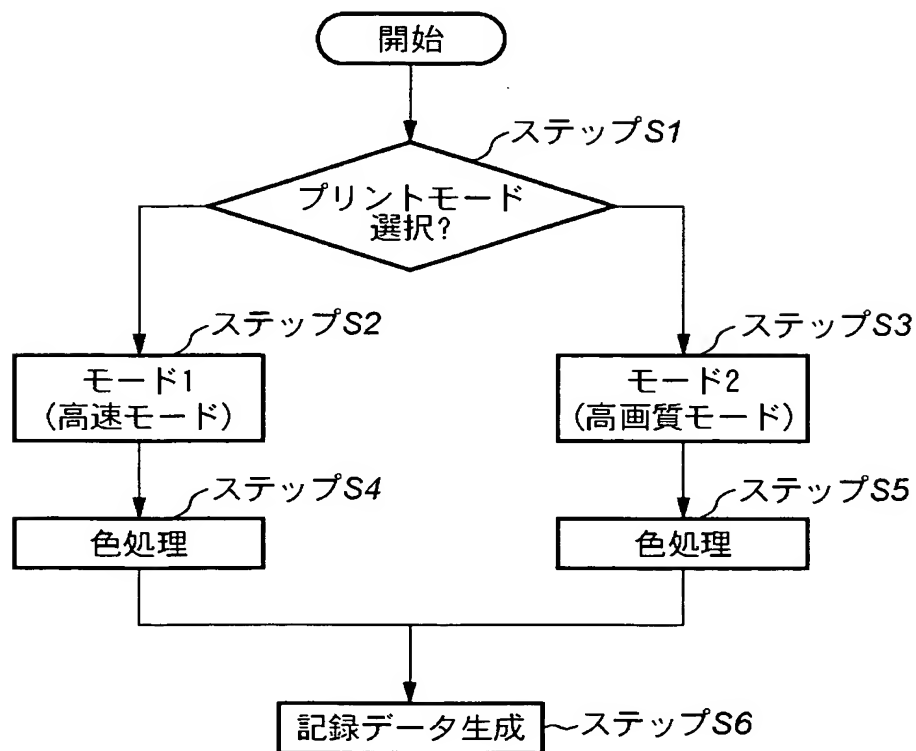 開始
ステップS1
プリントモード
選択?
ステップS2
ステップS3
モード1
(高速モード)
モード2
(高画質モード)
ステップS4
ステップS5
色処理
色処理
記録データ生成
ステップS6